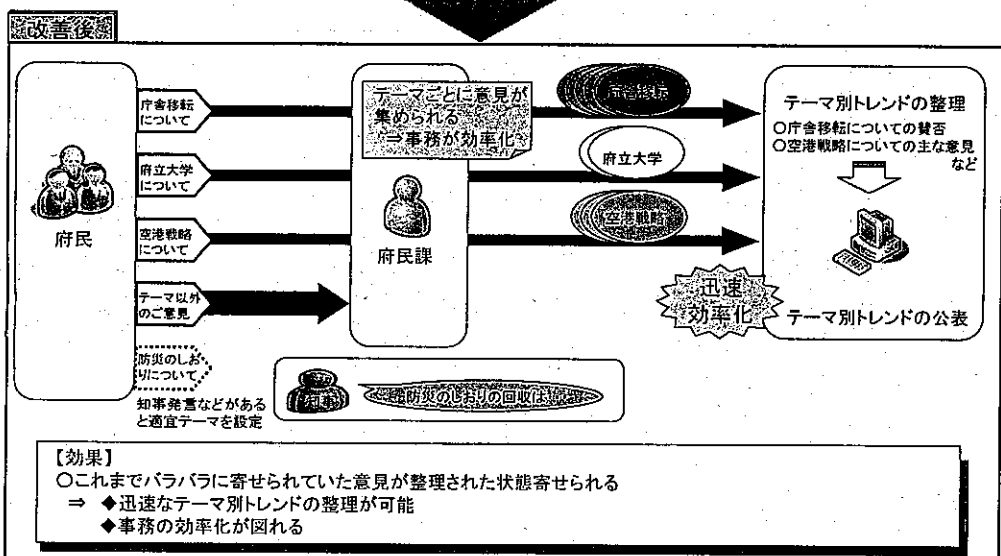 改善後
庁舎移転
について
府立大学
について
空港戦略
について
テーマ以外
のご意見
防災のしお
りについて
知事発言などがある
と適宜テーマを設定
府民
テーマごとに意見が
集められる
⇒事務が効率化
府民課
庁舎移転
府立大学
空港戦略
迅速
効率化
テーマ別トレンドの整理
〇庁舎移転についての賛否
〇空港戦略についての主な意見
など
テーマ別トレンドの公表
知事
防災のしおりの回収は
【効果】
〇これまでバラバラに寄せられていた意見が整理された状態寄せられる
⇒ ◆迅速なテーマ別トレンドの整理が可能
◆事務の効率化が図れる